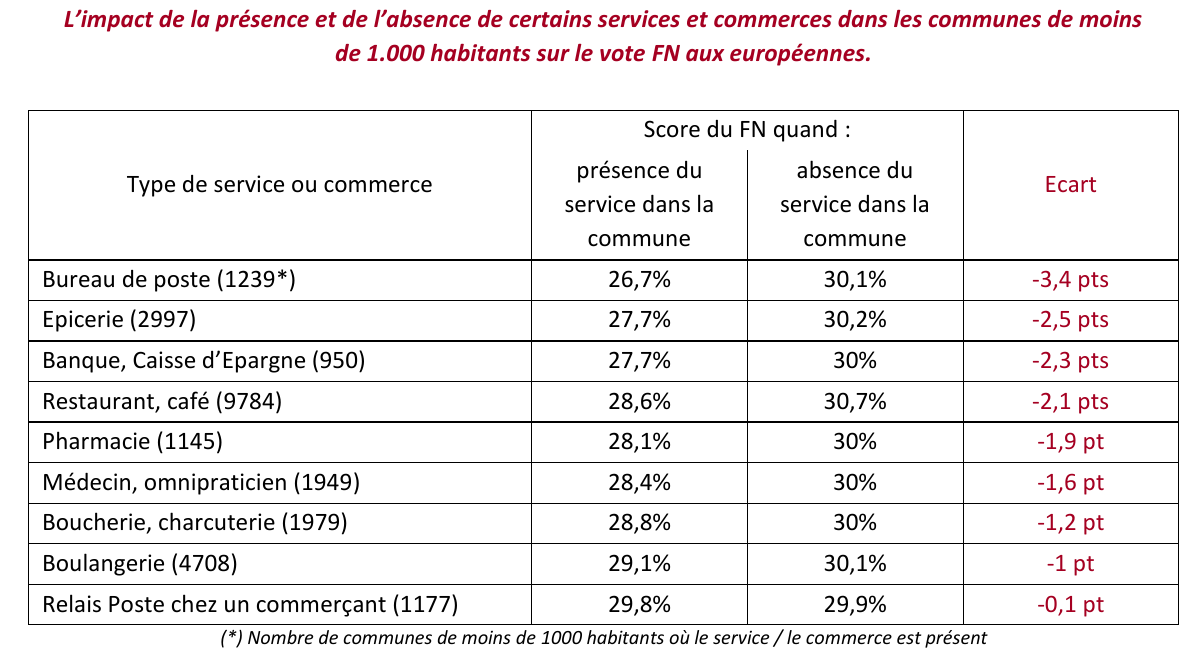 L’impact de la présence et de l’absence de certains services et commerces dans les communes de moins
de 1.000 habitants sur le vote FN aux européennes.
Type de service ou commerce
Score du FN quand :
présence du
service dans la
commune
absence du
service dans la
commune
Ecart
Bureau de poste (1239*) 26,7% 30,1% -3,4 pts
Epicerie (2997) 27,7% 30,2% -2,5 pts
Banque, Caisse d’Epargne (950) 27,7% 30% -2,3 pts
Restaurant, café (9784) 28,6% 30,7% -2,1 pts
Pharmacie (1145) 28,1% 30% -1,9 pt
Médecin, omnipraticien (1949) 28,4% 30% -1,6 pt
Boucherie, charcuterie (1979) 28,8% 30% -1,2 pt
Boulangerie (4708) 29,1% 30,1% -1 pt
Relais Poste chez un commerçant (1177) 29,8% 29,9% -0,1 pt
(*) Nombre de communes de moins de 1000 habitants où le service / le commerce est présent